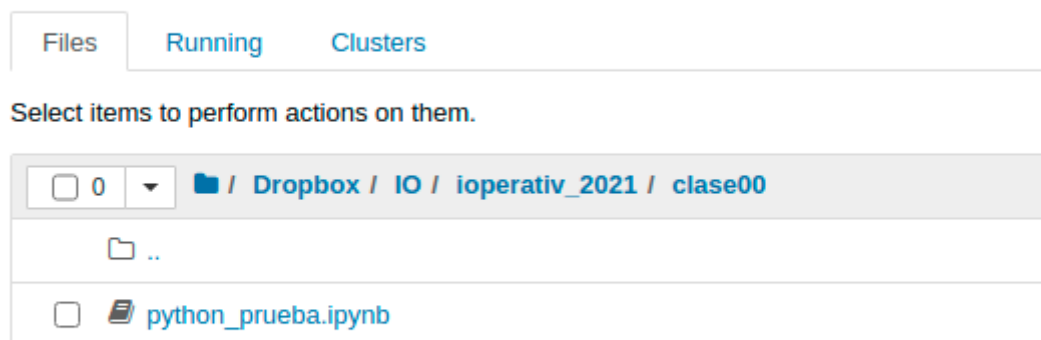 Files Running Clusters
Select items to perform actions on them.
0 / Dropbox / IO / ioperativ_2021 / clase00
..
python_prueba.ipynb